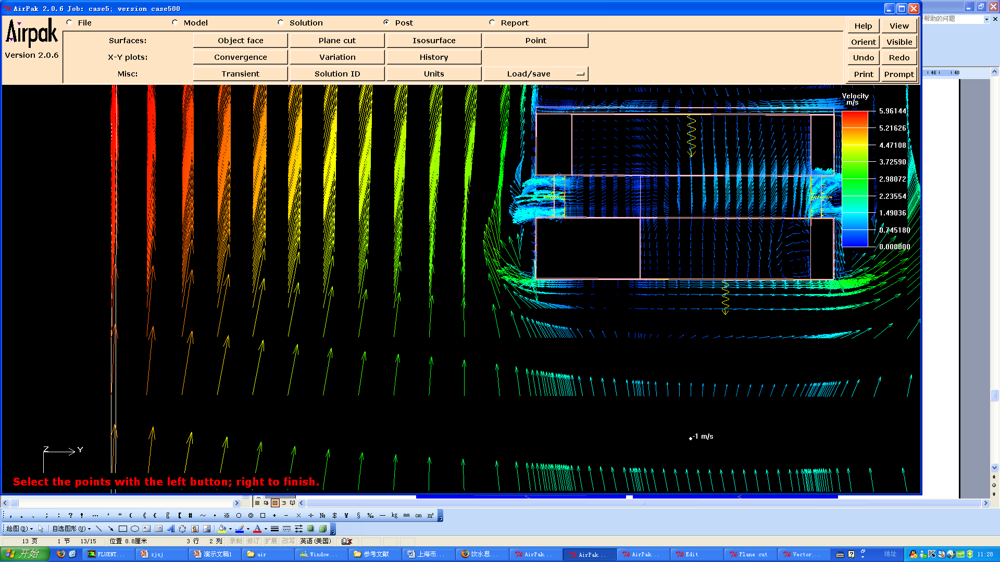 AirPak 2.0.6 Job: case5; version case500
Airpak
Version 2.0.6
File Model Solution Post Report
Surfaces: Object face Plane cut Isosurface Point
X-Y plots: Convergence Variation History
Misc: Transient Solution ID Units Load/save
Help View
Orient Visible
Undo Redo
Print Prompt
帮助的问题
46 48
Velocity
m/s
5.96144
5.21626
4.47108
3.72590
2.98072
2.23554
1.49036
0.745180
0.000000
-1 m/s
Z Y
Select the points with the left button; right to finish.
， 。 、 ； ： ？ ！ … ‘ “ （ 《 { 〖 【 # ～ · ※ ○ ◎ □ + − × ÷ № $ ￥ § ‰ — kg mm cm m²
绘图(D) 自选图形(U)
13 页 1 节 13/15 位置 8.8厘米 3 行 2 列 录制 修订 扩展 改写 英语(美国)
开始 FLUENT... zjsj 演示文稿1 air Window... 参考文献 上海市... 饮水思... AirPak... AirPak... AirPak... Edit Plane cut Vector... 地址 11:28